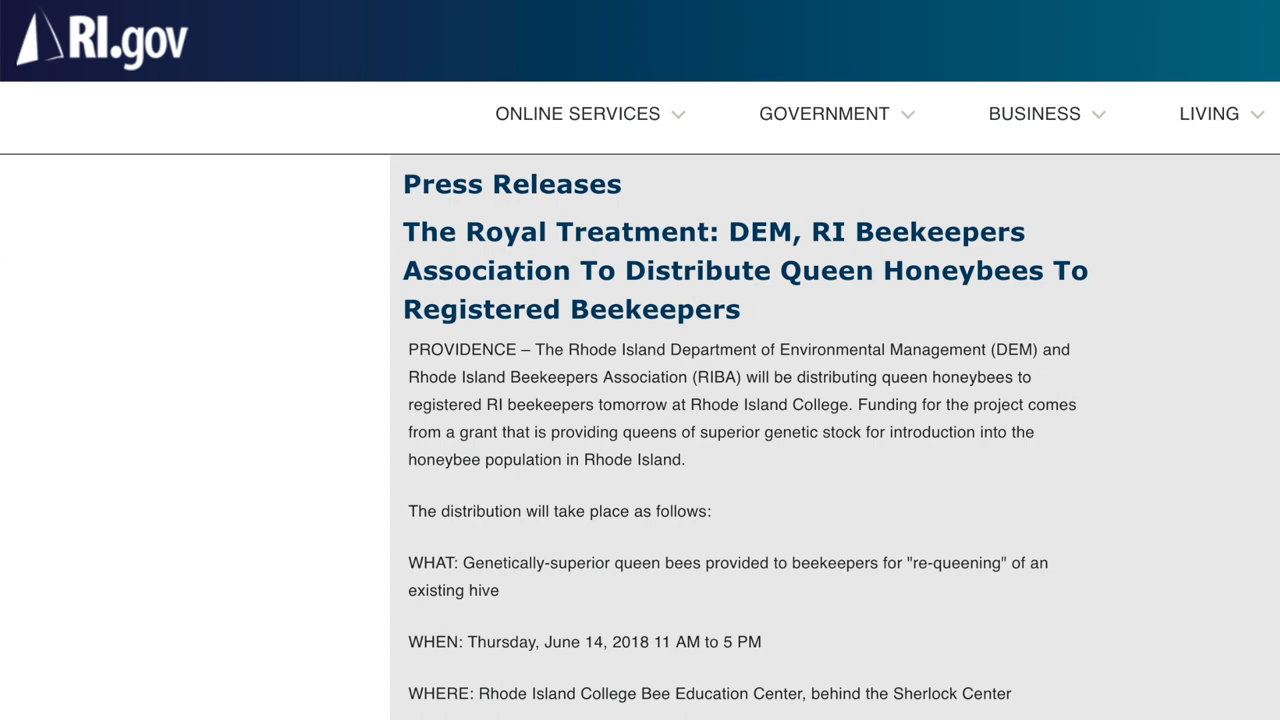 RI.gov
ONLINE SERVICES
GOVERNMENT
BUSINESS
LIVING
Press Releases
The Royal Treatment: DEM, RI Beekeepers
Association To Distribute Queen Honeybees To
Registered Beekeepers
PROVIDENCE – The Rhode Island Department of Environmental Management (DEM) and
Rhode Island Beekeepers Association (RIBA) will be distributing queen honeybees to
registered RI beekeepers tomorrow at Rhode Island College. Funding for the project comes
from a grant that is providing queens of superior genetic stock for introduction into the
honeybee population in Rhode Island.
The distribution will take place as follows:
WHAT: Genetically-superior queen bees provided to beekeepers for "re-queening" of an
existing hive
WHEN: Thursday, June 14, 2018 11 AM to 5 PM
WHERE: Rhode Island College Bee Education Center, behind the Sherlock Center